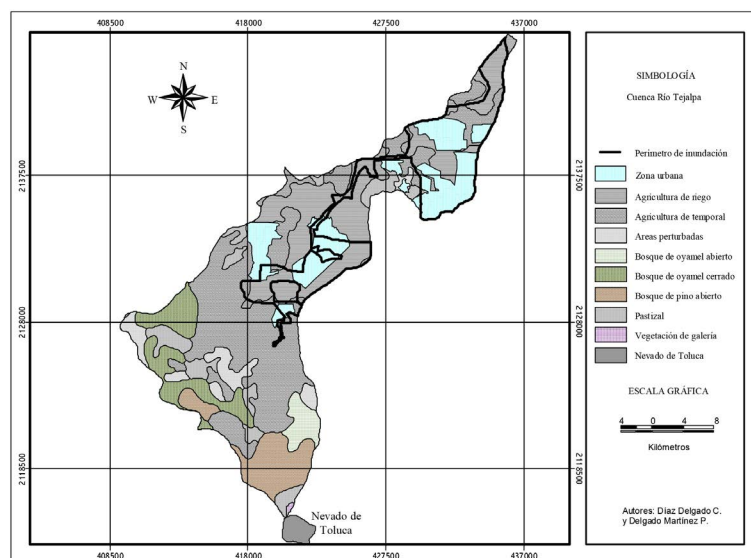 408500 418000 427500 437000
N
W E
S
2137500 2137500
2128000 2128000
2118500 2118500
Nevado de
Toluca
408500 418000 427500 437000
SIMBOLOGÍA
Cuenca Río Tejalpa
Perimetro de inundación
Zona urbana
Agricultura de riego
Agricultura de temporal
Areas perturbadas
Bosque de oyamel abierto
Bosque de oyamel cerrado
Bosque de pino abierto
Pastizal
Vegetación de galería
Nevado de Toluca
ESCALA GRÁFICA
4 0 4 8
Kilómetros
Autores: Díaz Delgado C.
y Delgado Martínez P.